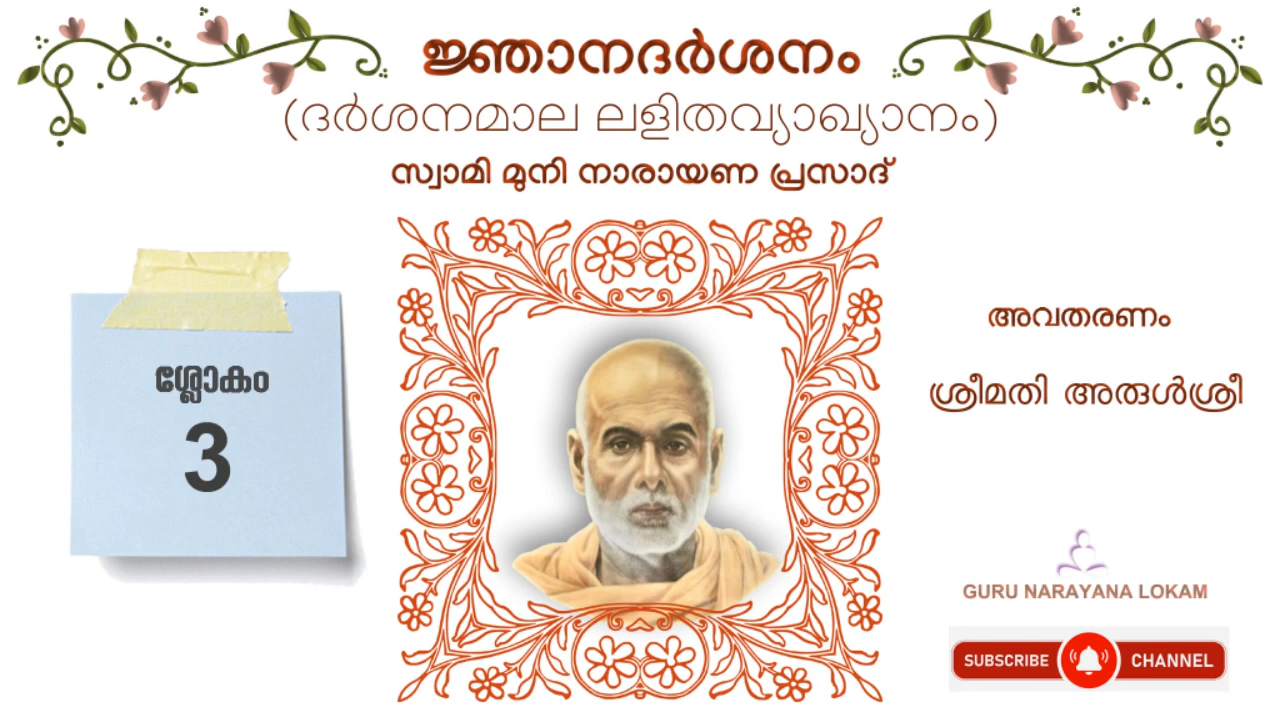 ജ്ഞാനദർശനം
(ദർശനമാല ലളിതവ്യാഖ്യാനം)
സ്വാമി മുനി നാരായണ പ്രസാദ്
ശ്ലോകം
3
അവതരണം
ശ്രീമതി അരുൾശ്രീ
GURU NARAYANA LOKAM
SUBSCRIBE CHANNEL